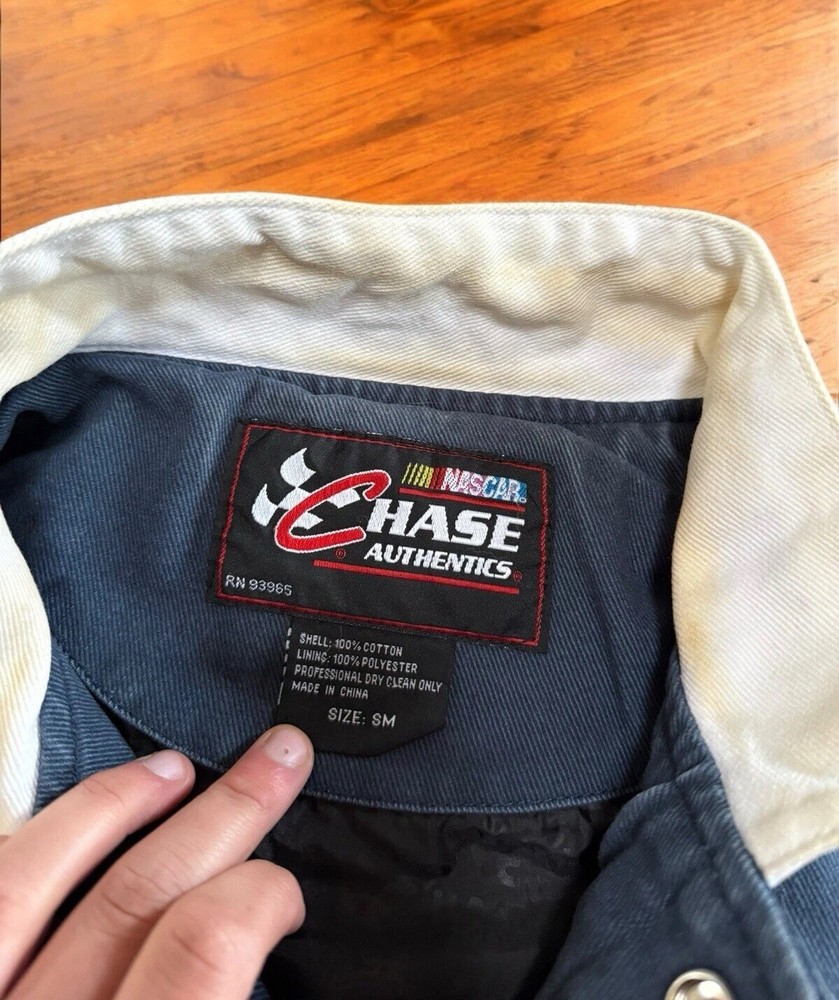 NASCAR®
CHASE
AUTHENTICS®
®
RN 93965
SHELL: 100% COTTON
LINING: 100% POLYESTER
PROFESSIONAL DRY CLEAN ONLY
MADE IN CHINA
SIZE: SM